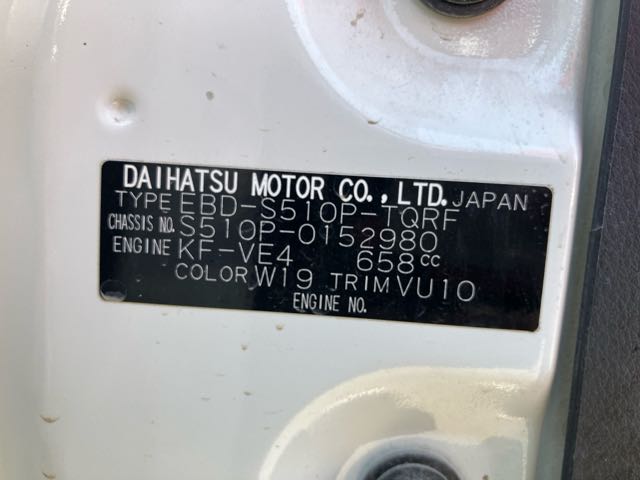 DAIHATSU MOTOR CO., LTD. JAPAN
TYPE EBD-S510P-TQRF
CHASSIS NO. S510P-0152980
ENGINE KF-VE4 658cc
COLOR W19 TRIM VU10
ENGINE NO.